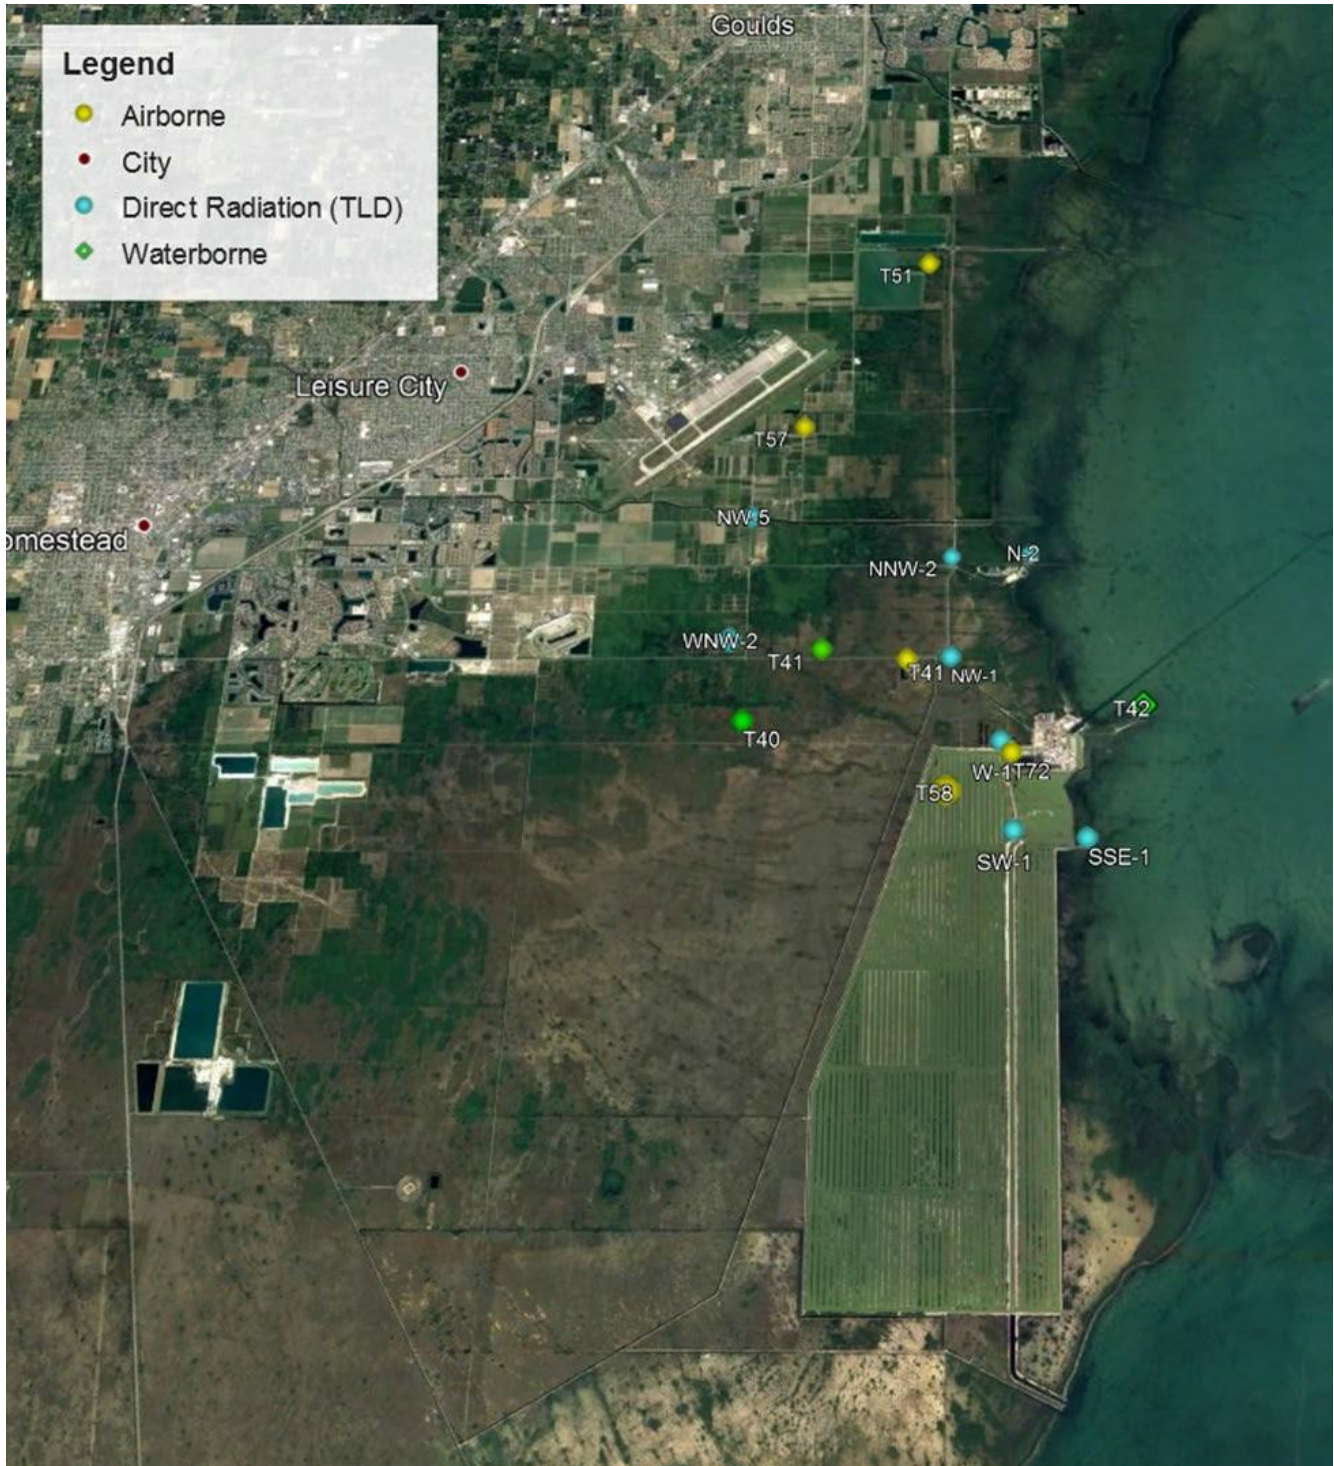 Goulds
Legend
Airborne
City
Direct Radiation (TLD)
Waterborne
T51
Leisure City
T57
NW-5
omestead
N-2
NNW-2
WNW-2
T41
T41
NW-1
T42
T40
W-1
T72
T58
SW-1
SSE-1